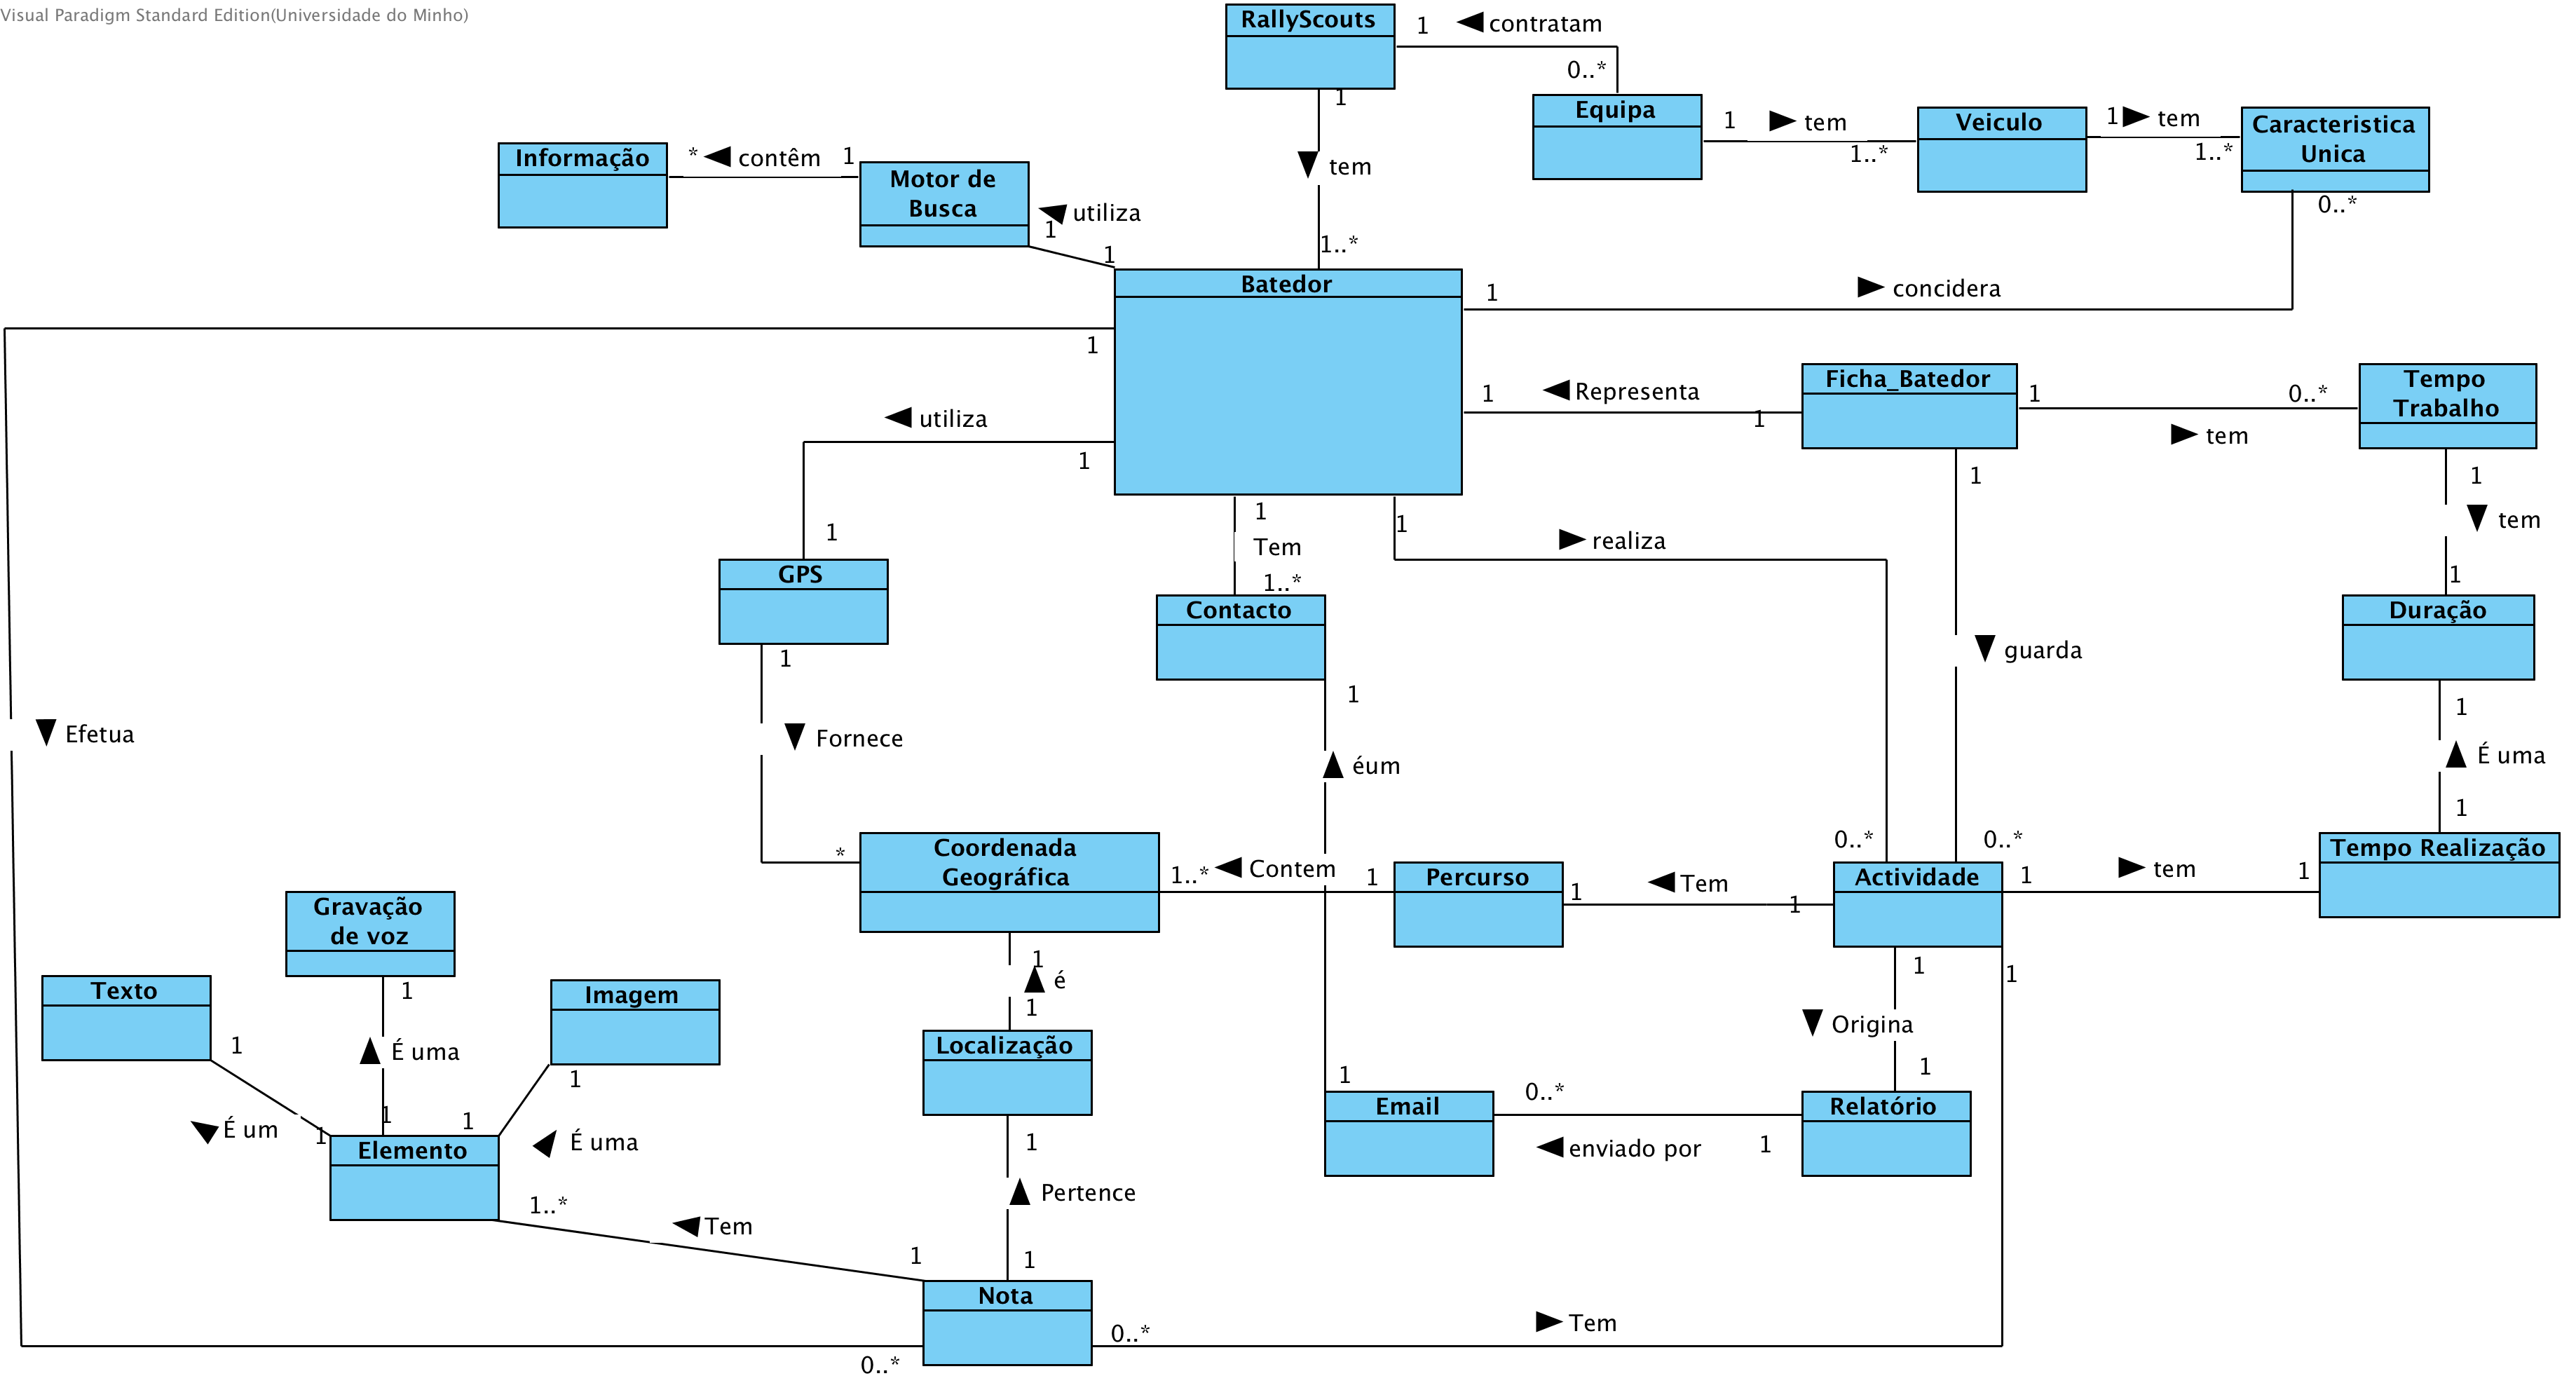 Visual Paradigm Standard Edition(Universidade do Minho)
RallyScouts
1
contratam
0..*
1
tem
1..*
Equipa
1
tem
1..*
Veiculo
1
tem
1..*
Caracteristica
Unica
0..*
Informação
*
contêm
1
Motor de
Busca
utiliza
1
1
Batedor
1
concidera
1
1
Representa
1
Ficha_Batedor
1
0..*
tem
Tempo
Trabalho
1
tem
1
utiliza
1
1
1
Tem
1..*
1
realiza
1
guarda
GPS
1
Contacto
1
Duração
1
Efetua
Fornece
éum
É uma
1
*
Coordenada
Geográfica
1..*
Contem
1
Percurso
1
Tem
1
0..*
0..*
Actividade
1
tem
1
Tempo Realização
Gravação
de voz
1
1
é
1
1
1
Texto
1
Imagem
1
É uma
Localização
Origina
1
1
É um
1
1
1
É uma
Elemento
1..*
1
Pertence
1
Email
0..*
enviado por
1
Relatório
Tem
1
Nota
0..*
0..*
Tem